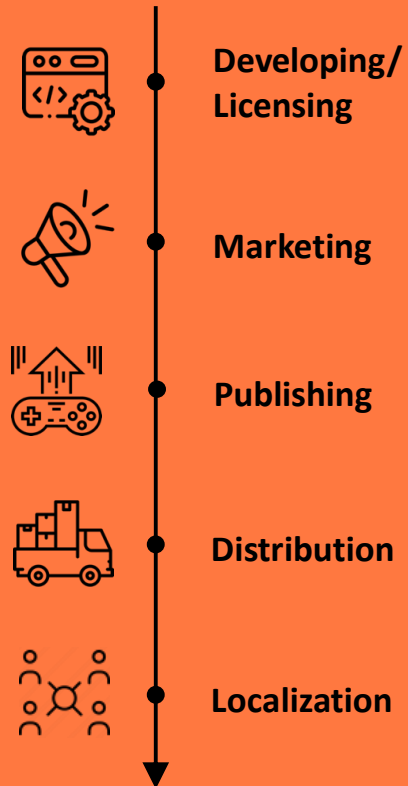 Developing/
Licensing
Marketing
Publishing
Distribution
Localization